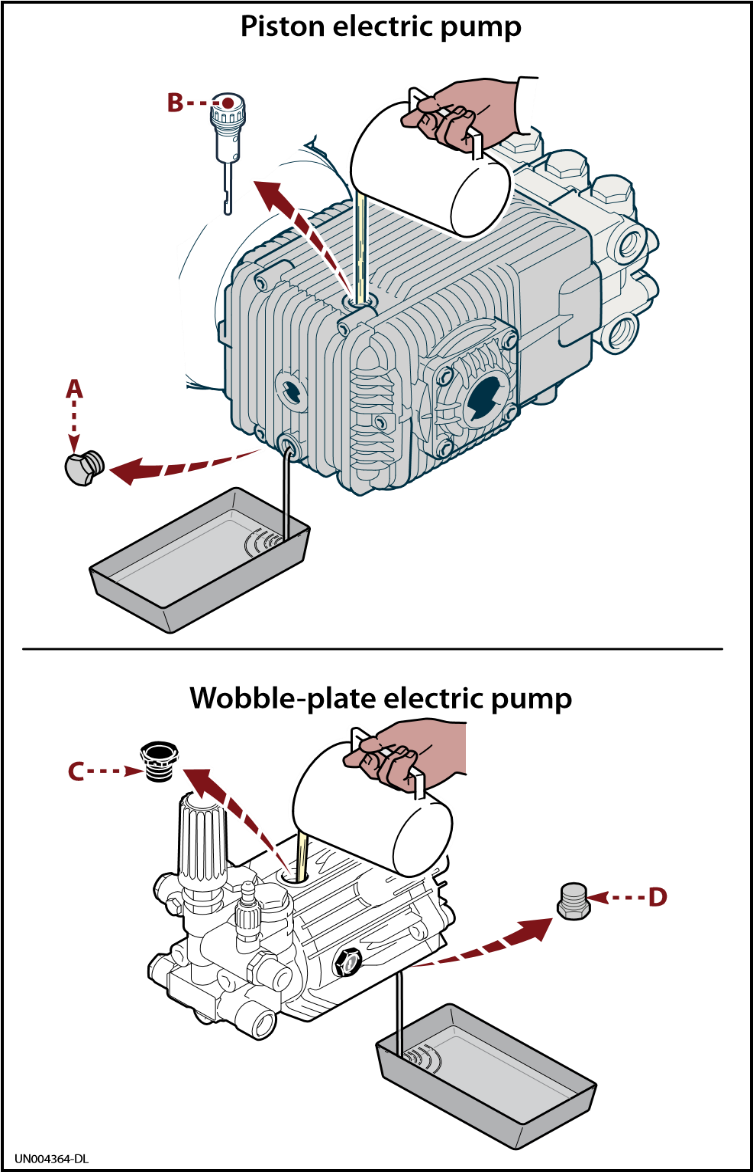 Piston electric pump
B
A
Wobble-plate electric pump
C
D
UN004364-DL